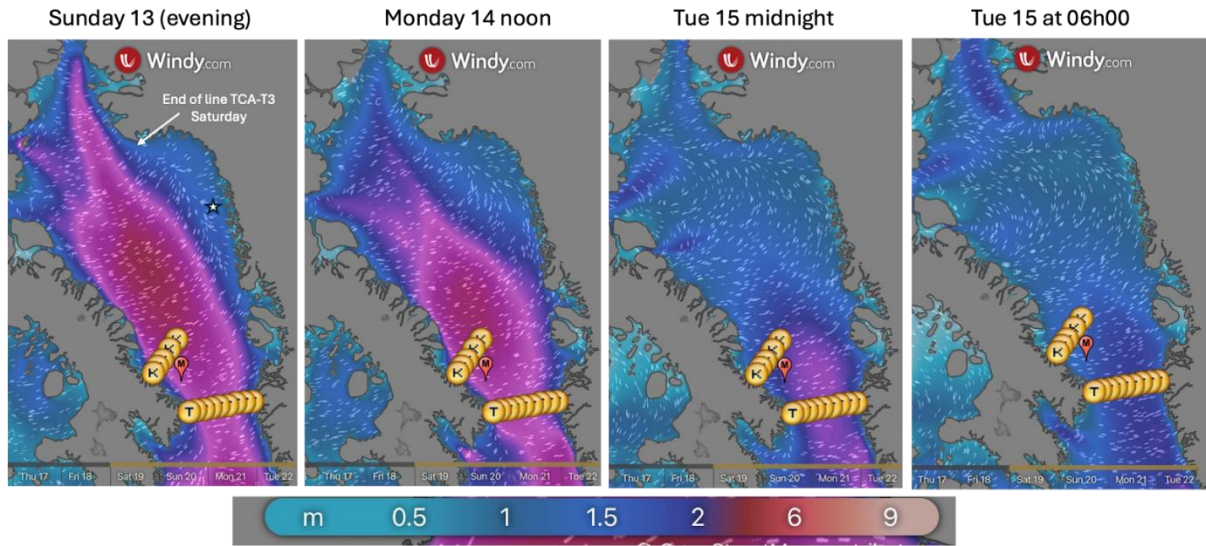 Sunday 13 (evening)
Monday 14 noon
Tue 15 midnight
Tue 15 at 06h00
Windy.com
Windy.com
Windy.com
Windy.com
End of line TCA-T3
Saturday
K
K
M
T
K
K
M
T
K
K
M
T
K
K
M
T
Thu 17 Fri 18 Sat 19 Sun 20 Mon 21 Tue 22
Thu 17 Fri 18 Sat 19 Sun 20 Mon 21 Tue 22
Thu 17 Fri 18 Sat 19 Sun 20 Mon 21 Tue 22
Thu 17 Fri 18 Sat 19 Sun 20 Mon 21 Tue 22
m 0.5 1 1.5 2 6 9